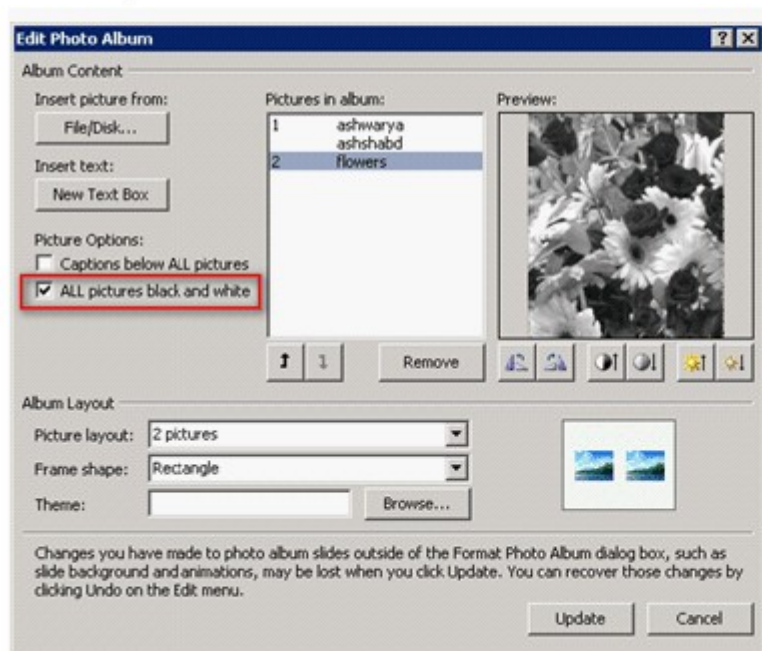 Edit Photo Album
Album Content
Insert picture from:
File/Disk...
Insert text:
New Text Box
Picture Options:
Captions below ALL pictures
ALL pictures black and white
Pictures in album:
1 ashwarya
ashshabd
2 flowers
Remove
Preview:
Album Layout
Picture layout: 2 pictures
Frame shape: Rectangle
Theme:
Browse...
Changes you have made to photo album slides outside of the Format Photo Album dialog box, such as
slide background and animations, may be lost when you click Update. You can recover those changes by
clicking Undo on the Edit menu.
Update
Cancel